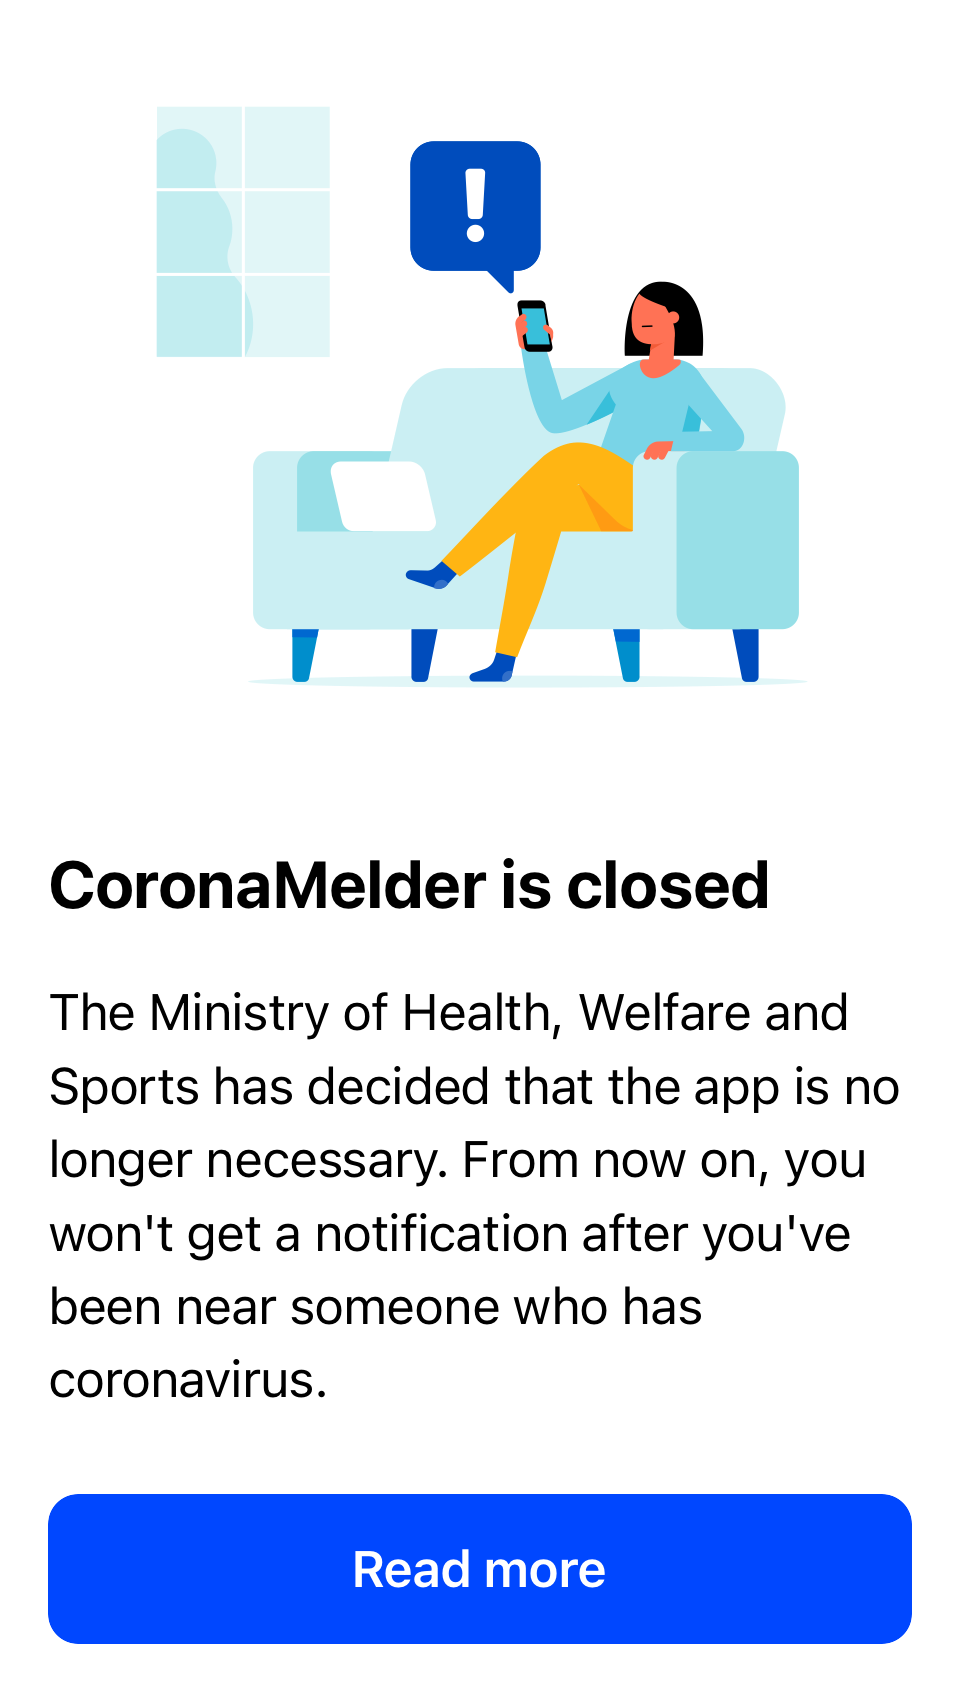 !
CoronaMelder is closed
The Ministry of Health, Welfare and
Sports has decided that the app is no
longer necessary. From now on, you
won't get a notification after you've
been near someone who has
coronavirus.
Read more